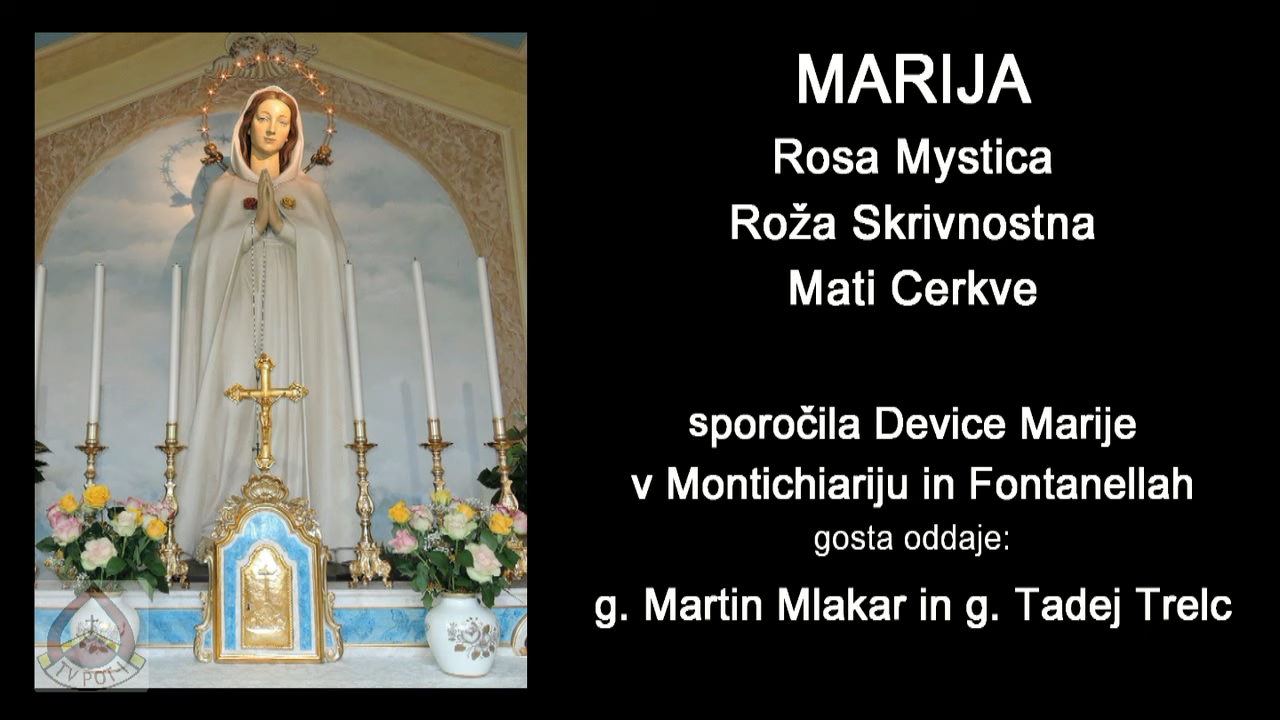 MARIJA
Rosa Mystica
Roža Skrivnostna
Mati Cerkve
sporočila Device Marije
v Montichiariju in Fontanellah
gosta oddaje:
g. Martin Mlakar in g. Tadej Trelc
TV POT-1